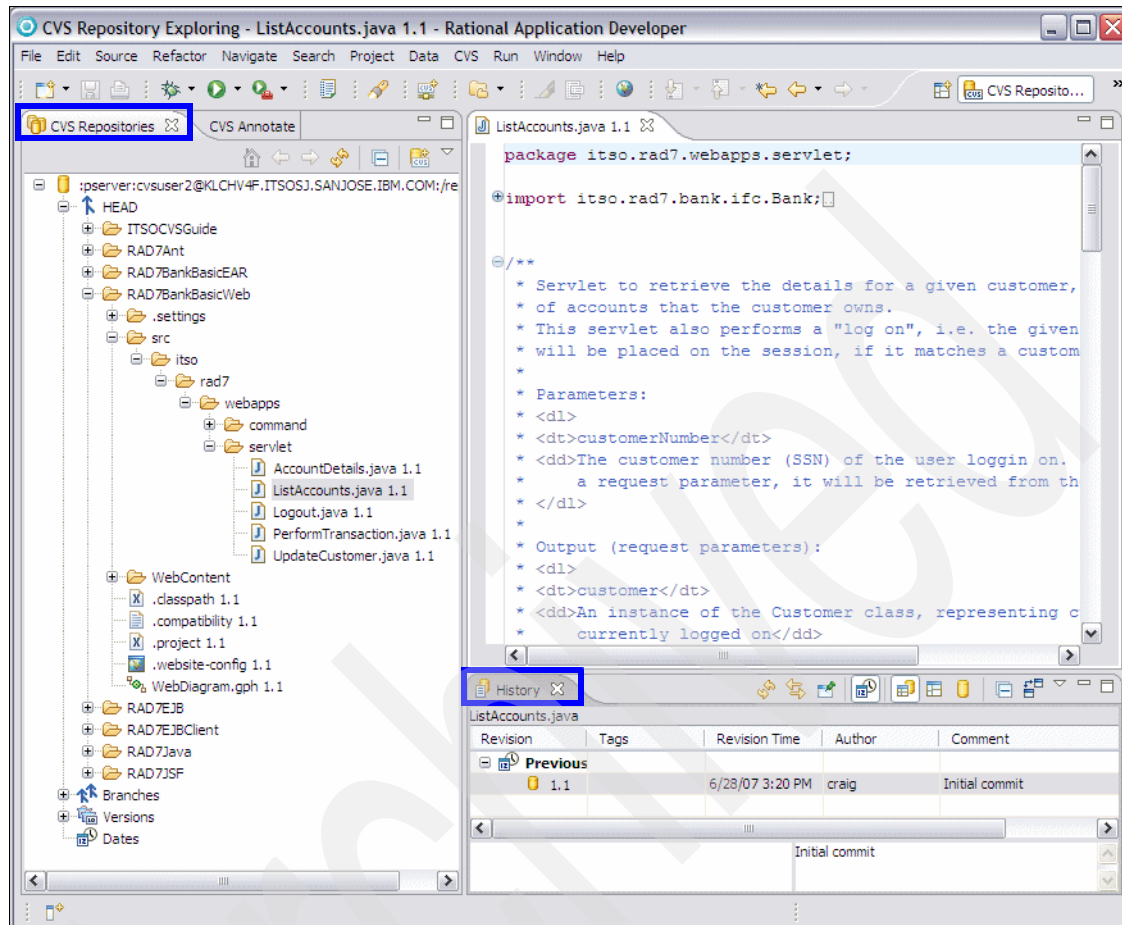 CVS Repository Exploring - ListAccounts.java 1.1 - Rational Application Developer
File Edit Source Refactor Navigate Search Project Data CVS Run Window Help
CVS Reposito...
CVS Repositories
CVS Annotate
:pserver:cvsuser2@KLCHV4F.ITSOSJ.SANJOSE.IBM.COM:/re
HEAD
ITSOCVSGuide
RAD7Ant
RAD7BankBasicEAR
RAD7BankBasicWeb
.settings
src
itso
rad7
webapps
command
servlet
AccountDetails.java 1.1
ListAccounts.java 1.1
Logout.java 1.1
PerformTransaction.java 1.1
UpdateCustomer.java 1.1
WebContent
.classpath 1.1
.compatibility 1.1
.project 1.1
.website-config 1.1
WebDiagram.gph 1.1
RAD7EJB
RAD7EJBClient
RAD7Java
RAD7JSF
Branches
Versions
Dates
ListAccounts.java 1.1
package itso.rad7.webapps.servlet;
import itso.rad7.bank.ifc.Bank;
/**
* Servlet to retrieve the details for a given customer,
* of accounts that the customer owns.
* This servlet also performs a "log on", i.e. the given
* will be placed on the session, if it matches a custom
*
* Parameters:
* <dl>
* <dt>customerNumber</dt>
* <dd>The customer number (SSN) of the user loggin on.
* a request parameter, it will be retrieved from th
* </dl>
*
* Output (request parameters):
* <dl>
* <dt>customer</dt>
* <dd>An instance of the Customer class, representing c
* currently logged on</dd>
History
ListAccounts.java
Revision Tags Revision Time Author Comment
Previous
1.1 6/28/07 3:20 PM craig Initial commit
Initial commit